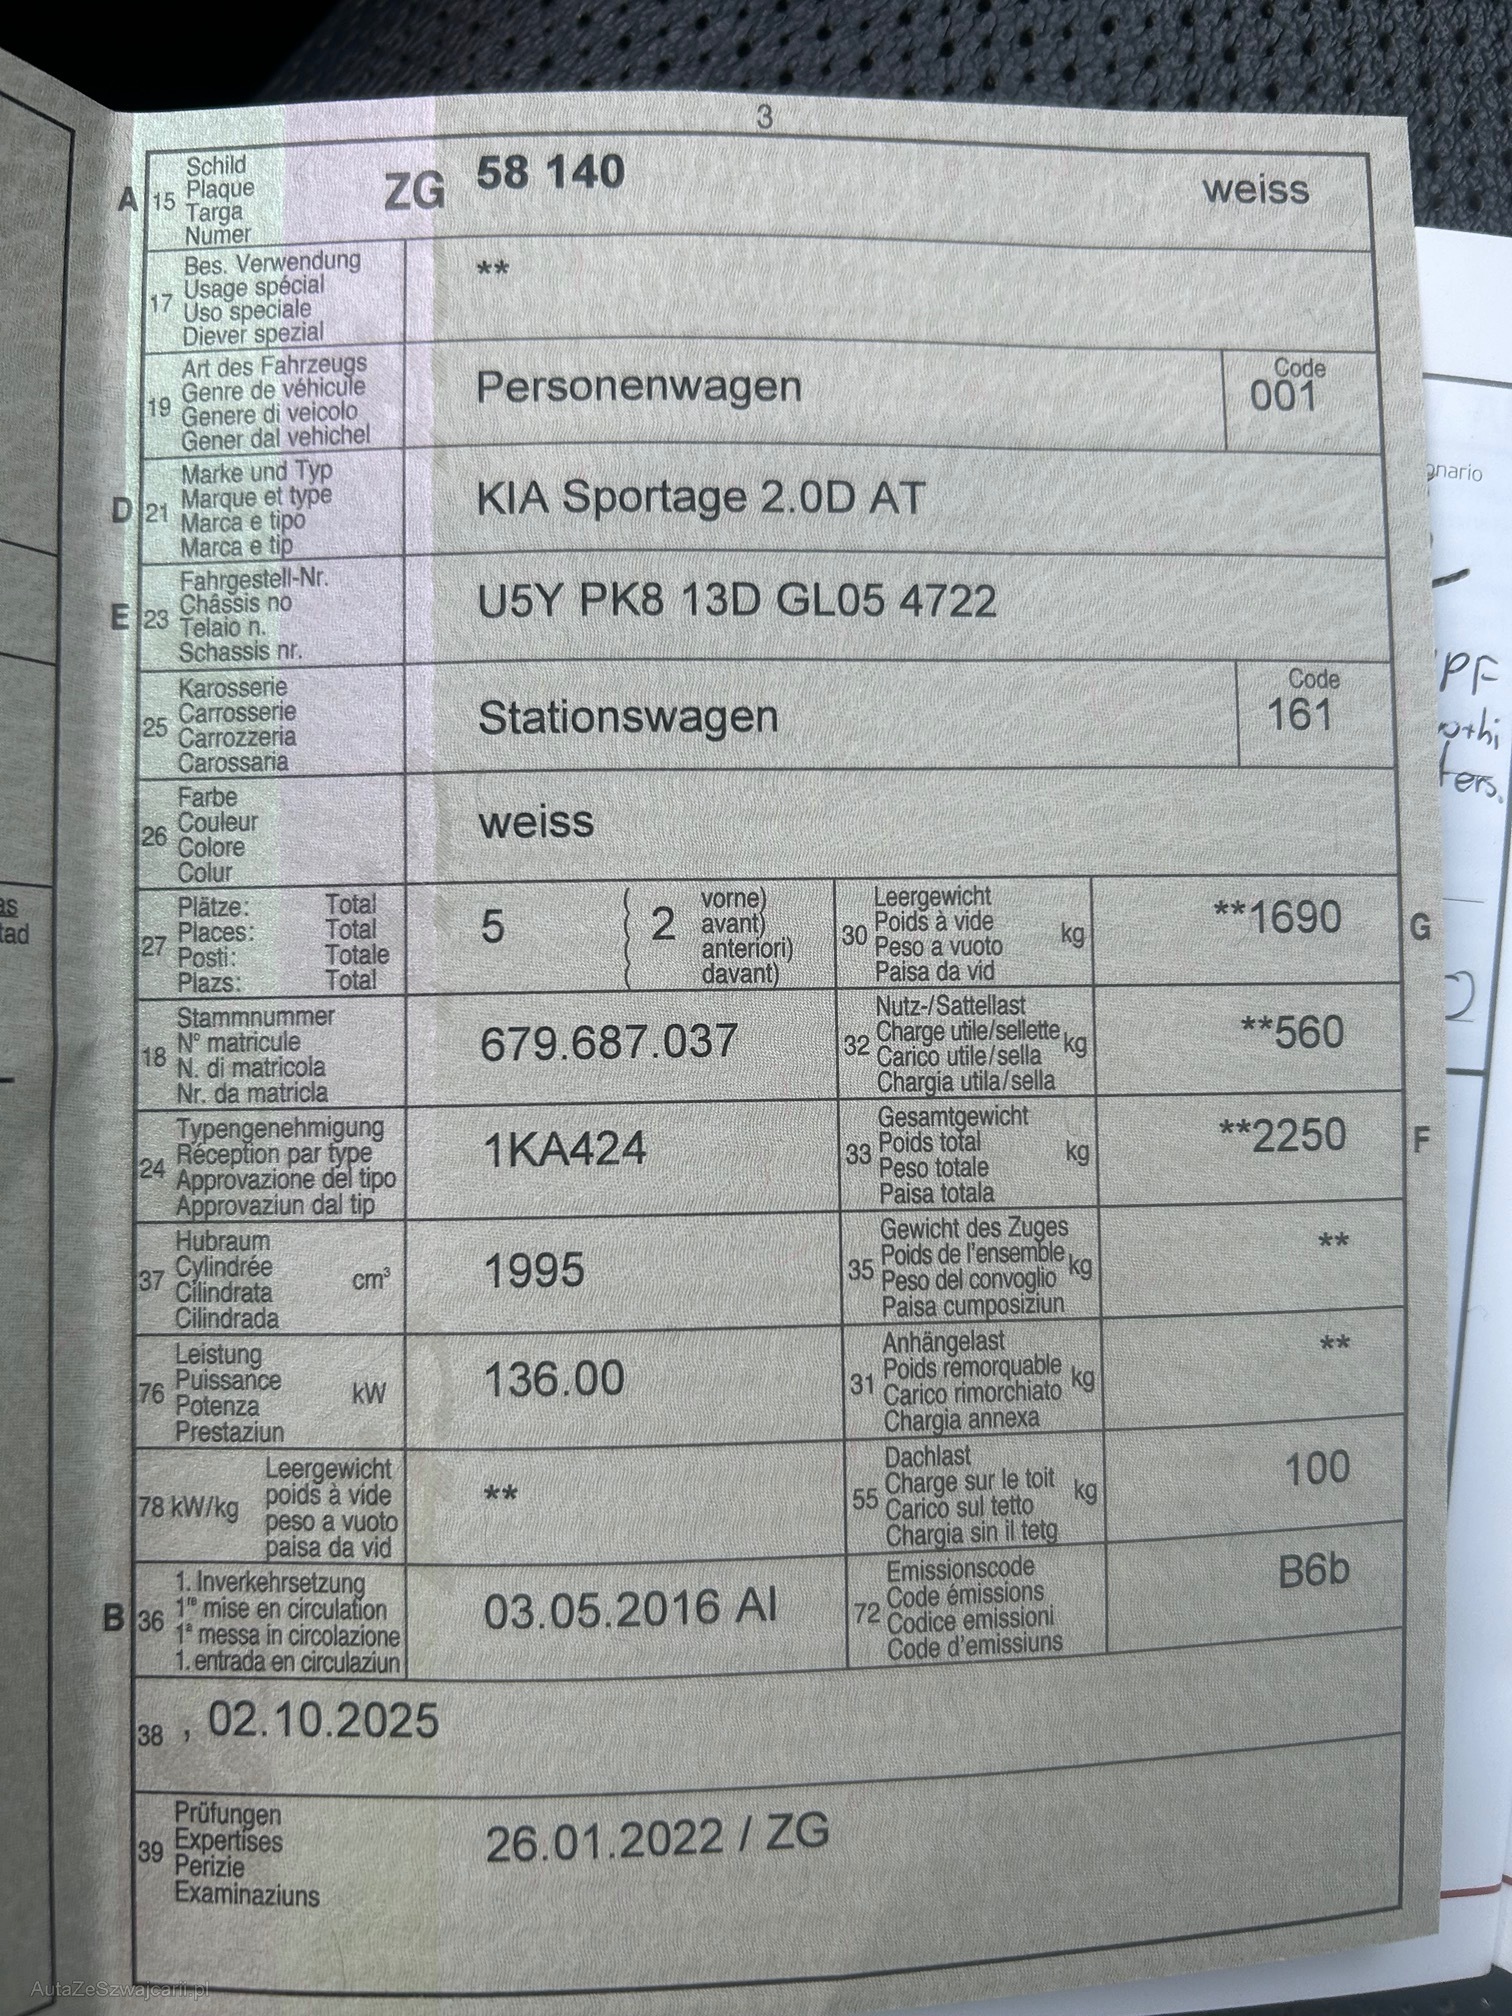 3
A 15 Schild ZG 58 140 weiss
Plaque
Targa
Numer
17 Bes. Verwendung **
Usage spécial
Uso speciale
Diever spezial
19 Art des Fahrzeugs Personenwagen Code
Genre de véhicule 001
Genere di veicolo
Gener dal vehichel
D 21 Marke und Typ KIA Sportage 2.0D AT
Marque et type
Marca e tipo
Marca e tip
E 23 Fahrgestell-Nr. U5Y PK8 13D GL05 4722
Châssis no
Telaio n.
Schassis nr.
25 Karosserie Stationswagen Code
Carrosserie 161
Carrozzeria
Carossaria
26 Farbe weiss
Couleur
Colore
Colur
27 Plätze: Total 5 ( 2 vorne)
Places: Total avant)
Posti: Totale anteriori)
Plazs: Total davant)
30 Leergewicht kg **1690 G
Poids à vide
Peso a vuoto
Paisa da vid
18 Stammnummer 679.687.037
N° matricule
N. di matricola
Nr. da matricla
32 Nutz-/Sattellast kg **560
Charge utile/sellette
Carico utile/sella
Chargia utila/sella
24 Typengenehmigung 1KA424
Réception par type
Approvazione del tipo
Approvaziun dal tip
33 Gesamtgewicht kg **2250 F
Poids total
Peso totale
Paisa totala
37 Hubraum cm³ 1995
Cylindrée
Cilindrata
Cilindrada
35 Gewicht des Zuges kg **
Poids de l'ensemble
Peso del convoglio
Paisa cumposiziun
76 Leistung kW 136.00
Puissance
Potenza
Prestaziun
31 Anhängelast kg **
Poids remorquable
Carico rimorchiato
Chargia annexa
78 kW/kg Leergewicht **
poids à vide
peso a vuoto
paisa da vid
55 Dachlast kg 100
Charge sur le toit
Carico sul tetto
Chargia sin il tetg
B 36 1. Inverkehrsetzung 03.05.2016 AI
1re mise en circulation
1a messa in circolazione
1. entrada en circulaziun
72 Emissionscode B6b
Code émissions
Codice emissioni
Code d'emissiuns
38 , 02.10.2025
39 Prüfungen 26.01.2022 / ZG
Expertises
Perizie
Examinaziuns
AutaZeSzwajcarii.pl